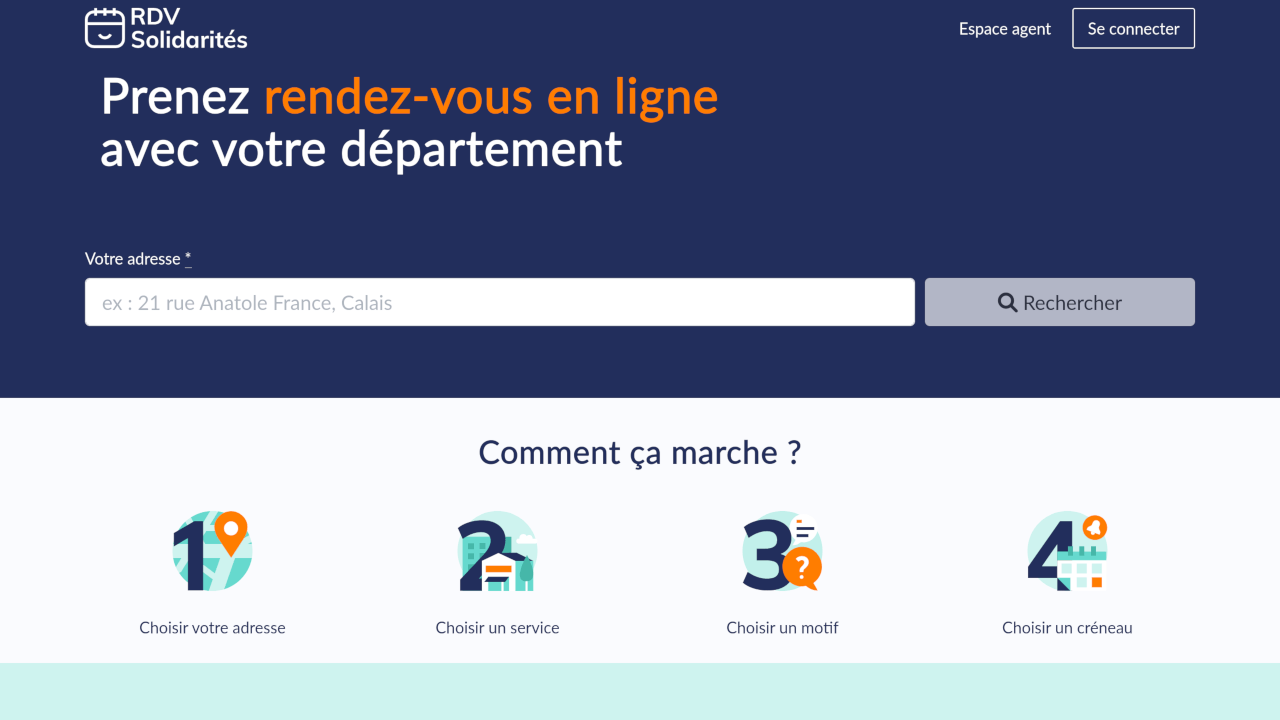 RDV
Solidarités
Espace agent
Se connecter
Prenez rendez-vous en ligne
avec votre département
Votre adresse *
ex : 21 rue Anatole France, Calais
Rechercher
Comment ça marche ?
1
2
3
?
4
Choisir votre adresse
Choisir un service
Choisir un motif
Choisir un créneau